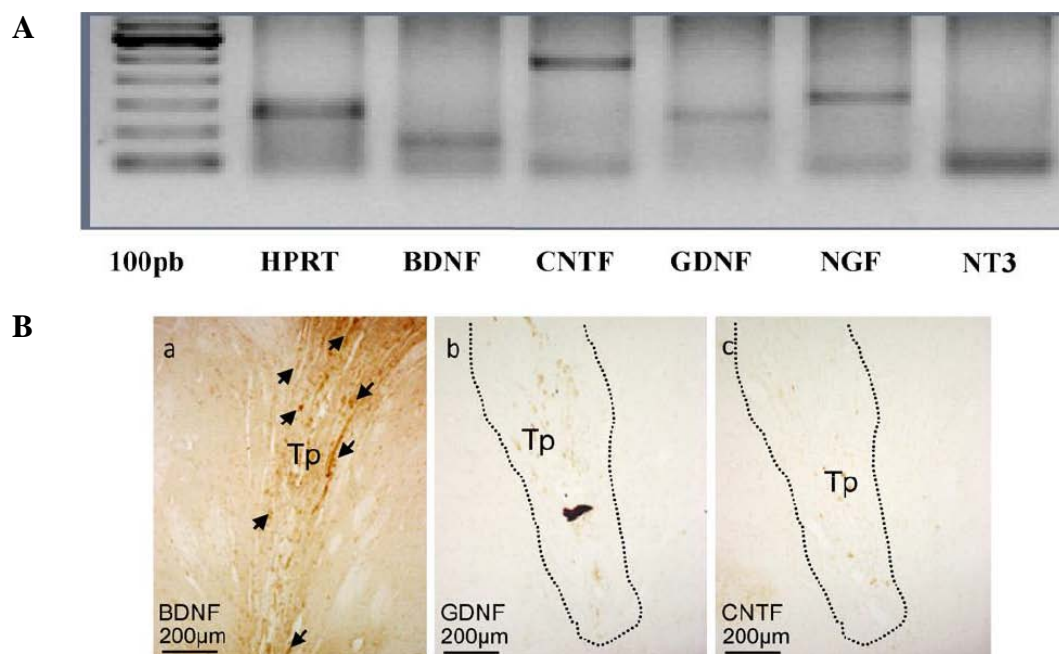 A
100pb HPRT BDNF CNTF GDNF NGF NT3
B
a b c
Tp Tp Tp
BDNF GDNF CNTF
200µm 200µm 200µm